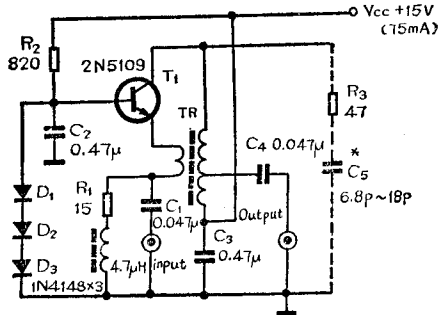 Vcc +15V
(75mA)
R2
820
2N5109
T1
TR
R3
47
C4 0.047μ
C2
0.47μ
*
C5
6.8p~18p
D1
R1
15
C1
0.047μ
Output
C3
0.47μ
D2
D3
4.7μH
input
1N4148×3